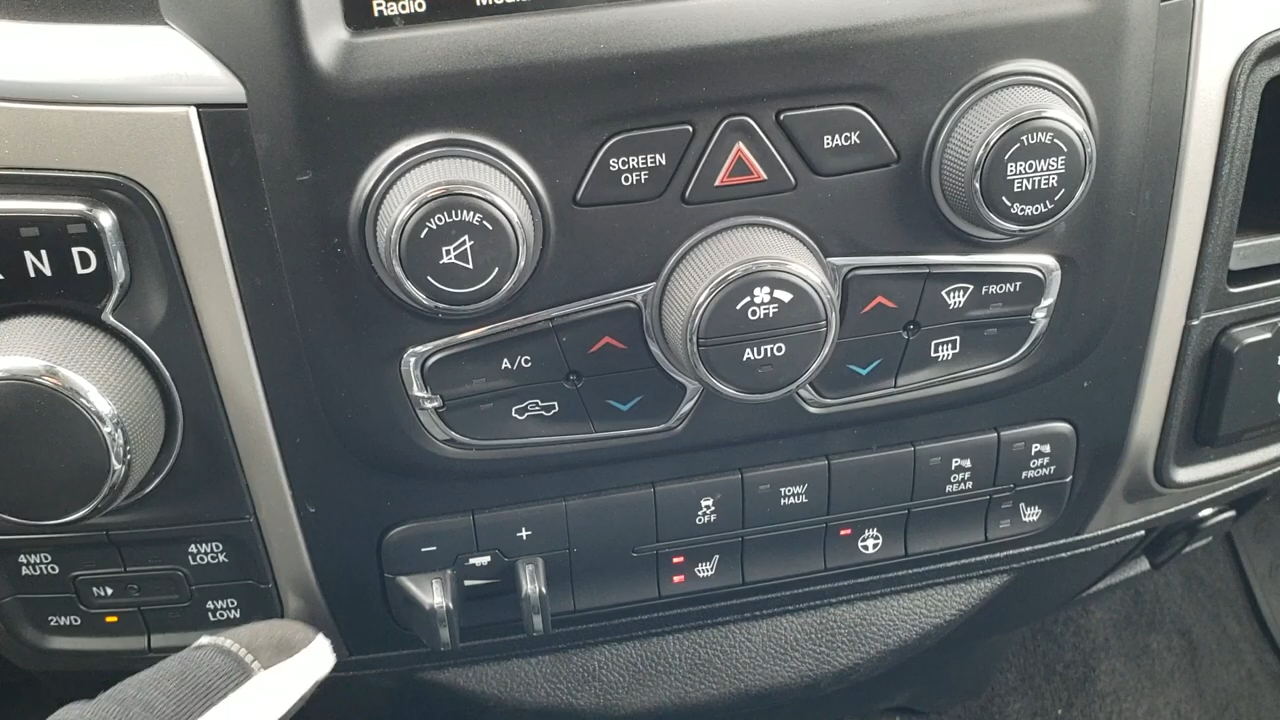 Radio
SCREEN
OFF
BACK
TUNE
BROWSE
ENTER
SCROLL
VOLUME
N D
OFF
AUTO
FRONT
A/C
OFF
TOW/
HAUL
P
OFF
REAR
P
OFF
FRONT
− +
4WD
AUTO
4WD
LOCK
N
2WD
4WD
LOW